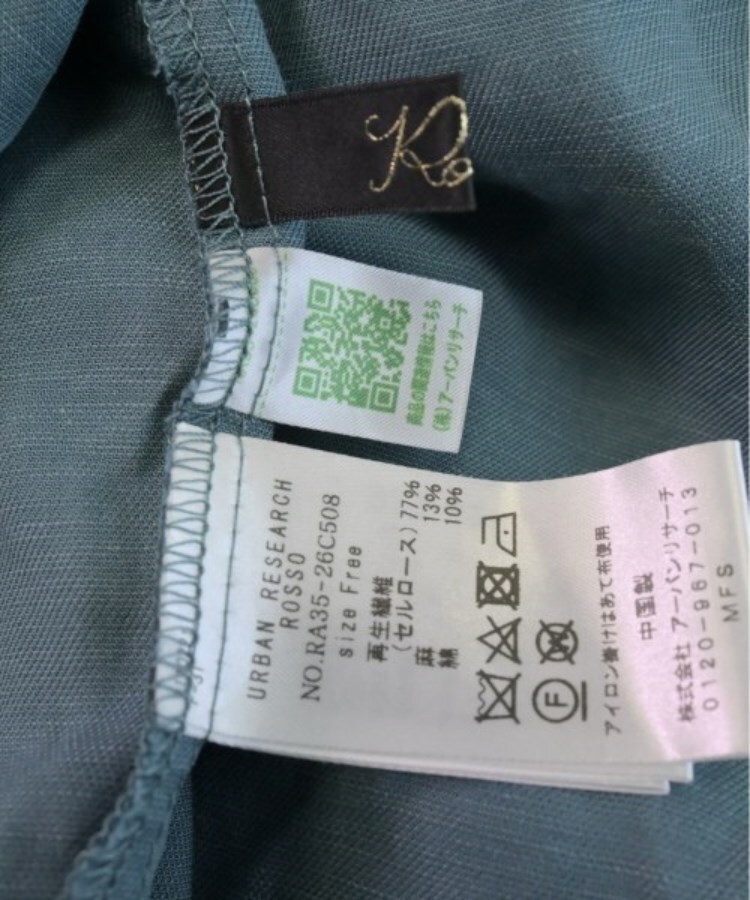 Ro
商品の関連情報はこちら
(株)アーバンリサーチ
URBAN RESEARCH
ROSSO
NO.RA35-26C508
size Free
再生繊維
(セルロース)77%
麻 13%
綿 10%
F
W
アイロン掛けはあて布使用
中国製
株式会社 アーバンリサーチ
0120-967-013
MFS